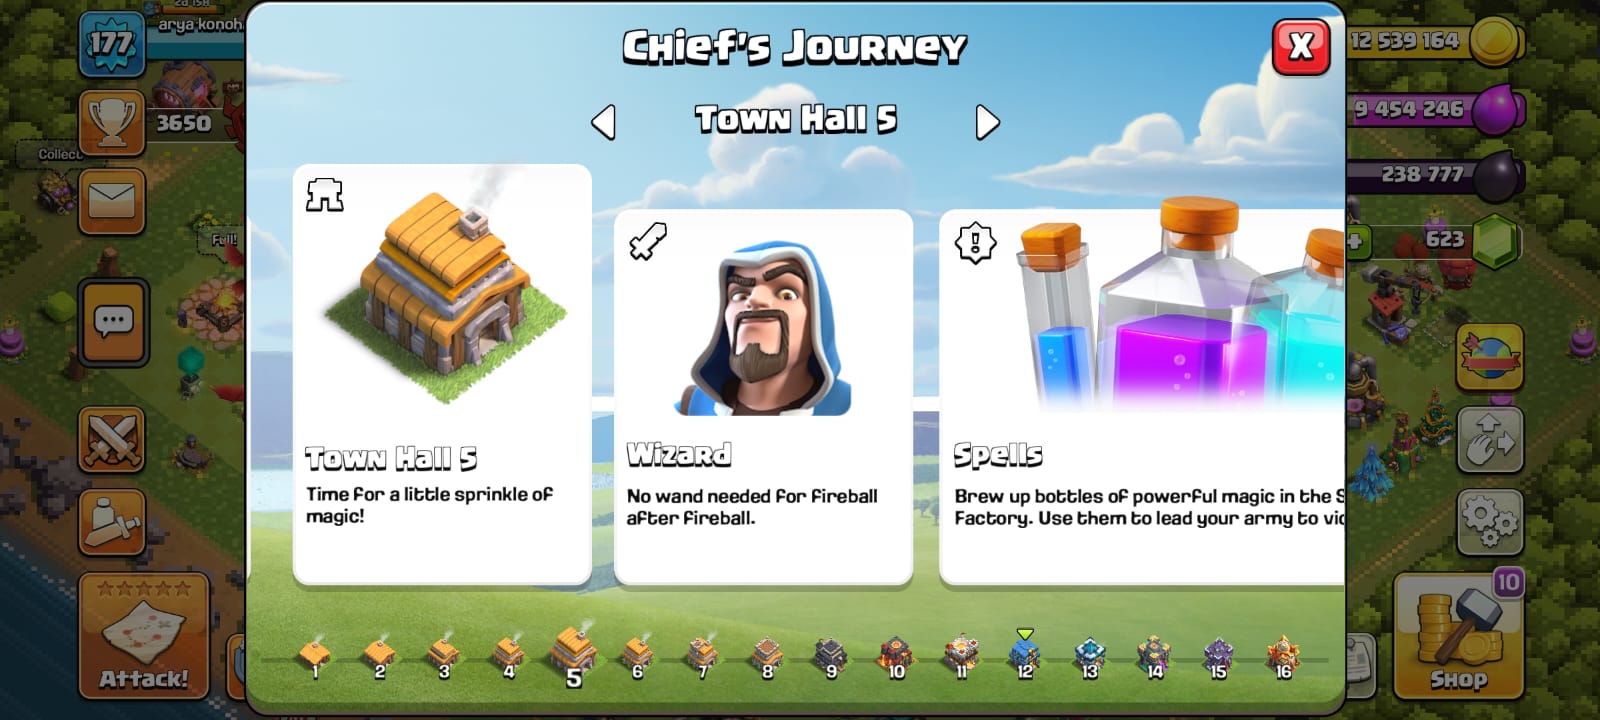 Chief's Journey
Town Hall 5
Town Hall 5
Time for a little sprinkle of
magic!
Wizard
No wand needed for fireball
after fireball.
Spells
Brew up bottles of powerful magic in the S
Factory. Use them to lead your army to vic
1 2 3 4 5 6 7 8 9 10 11 12 13 14 15 16
X
177
arya konoh
3650
Collect
Full!
Attack!
12 539 164
9 454 246
238 777
623
10
Shop